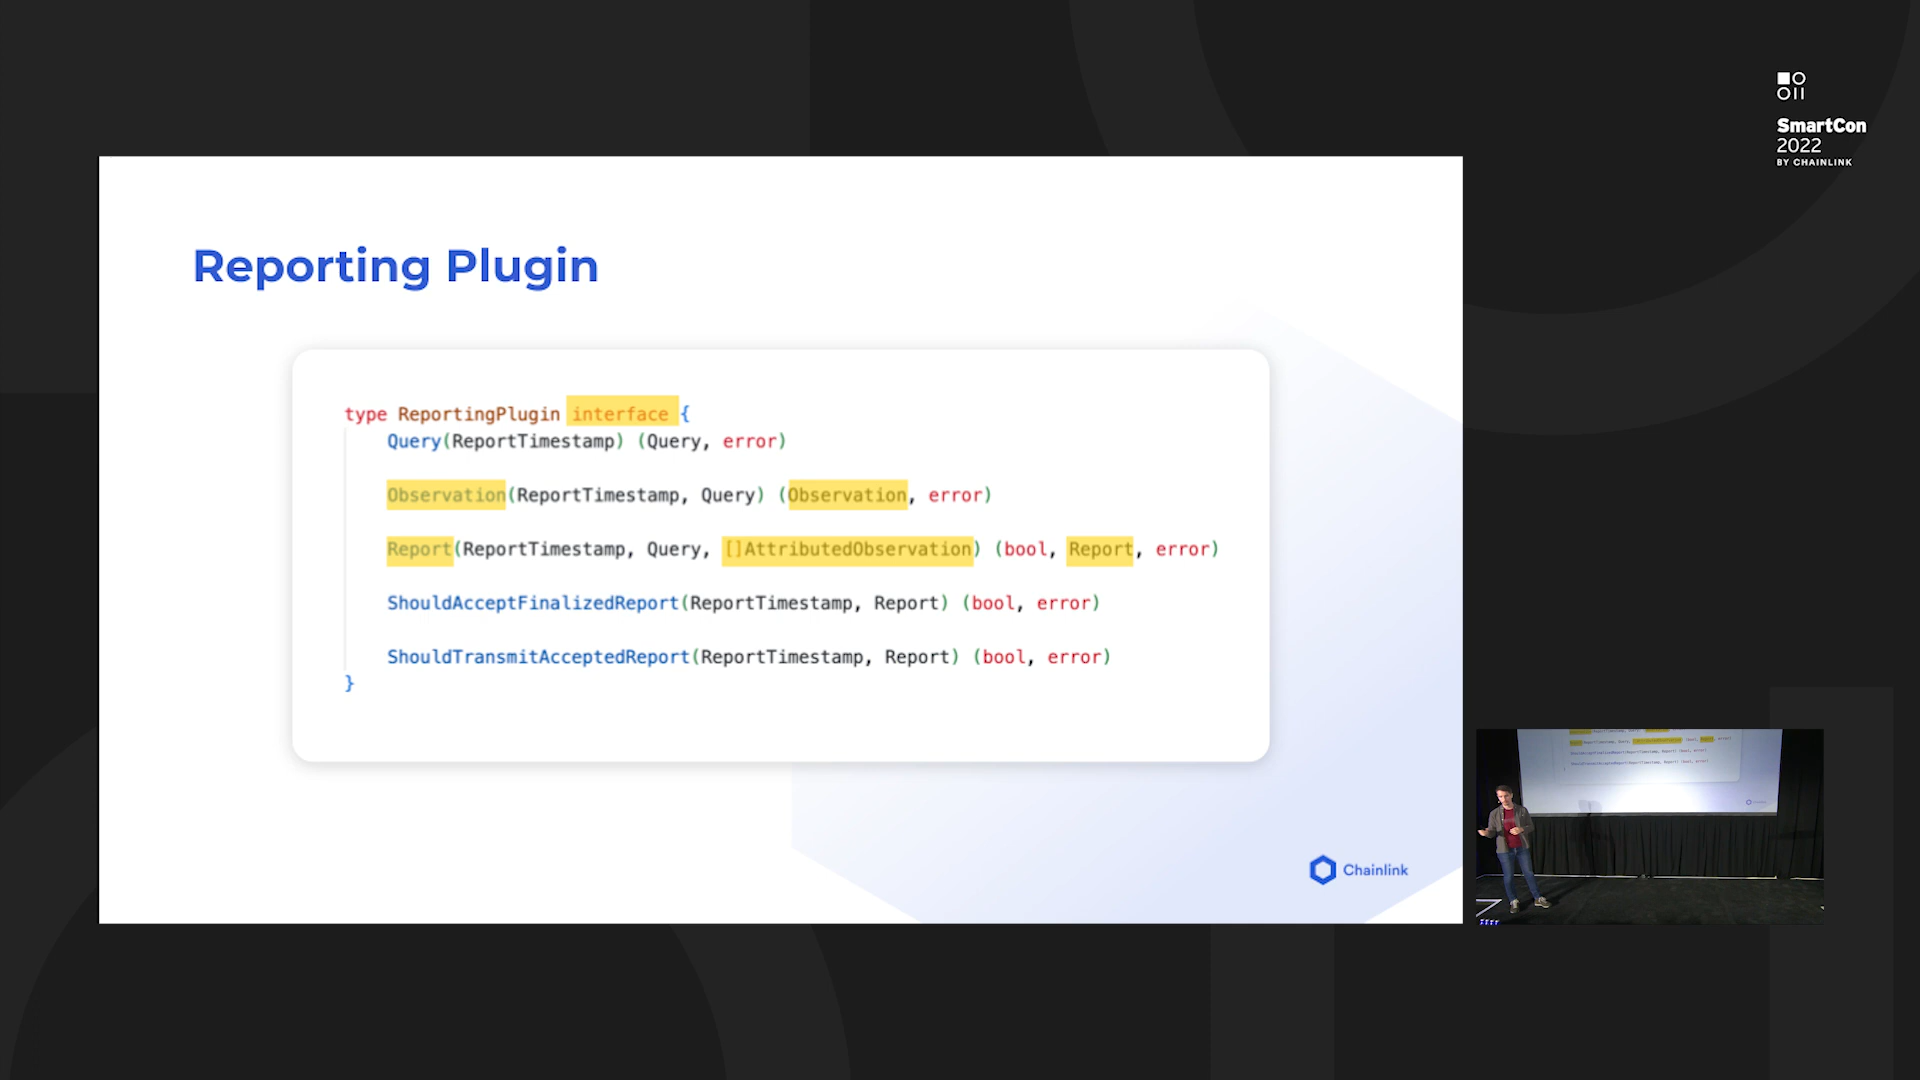 SmartCon
2022
BY CHAINLINK
Reporting Plugin
type ReportingPlugin interface {
Query(ReportTimestamp) (Query, error)
Observation(ReportTimestamp, Query) (Observation, error)
Report(ReportTimestamp, Query, []AttributedObservation) (bool, Report, error)
ShouldAcceptFinalizedReport(ReportTimestamp, Report) (bool, error)
ShouldTransmitAcceptedReport(ReportTimestamp, Report) (bool, error)
}
Chainlink